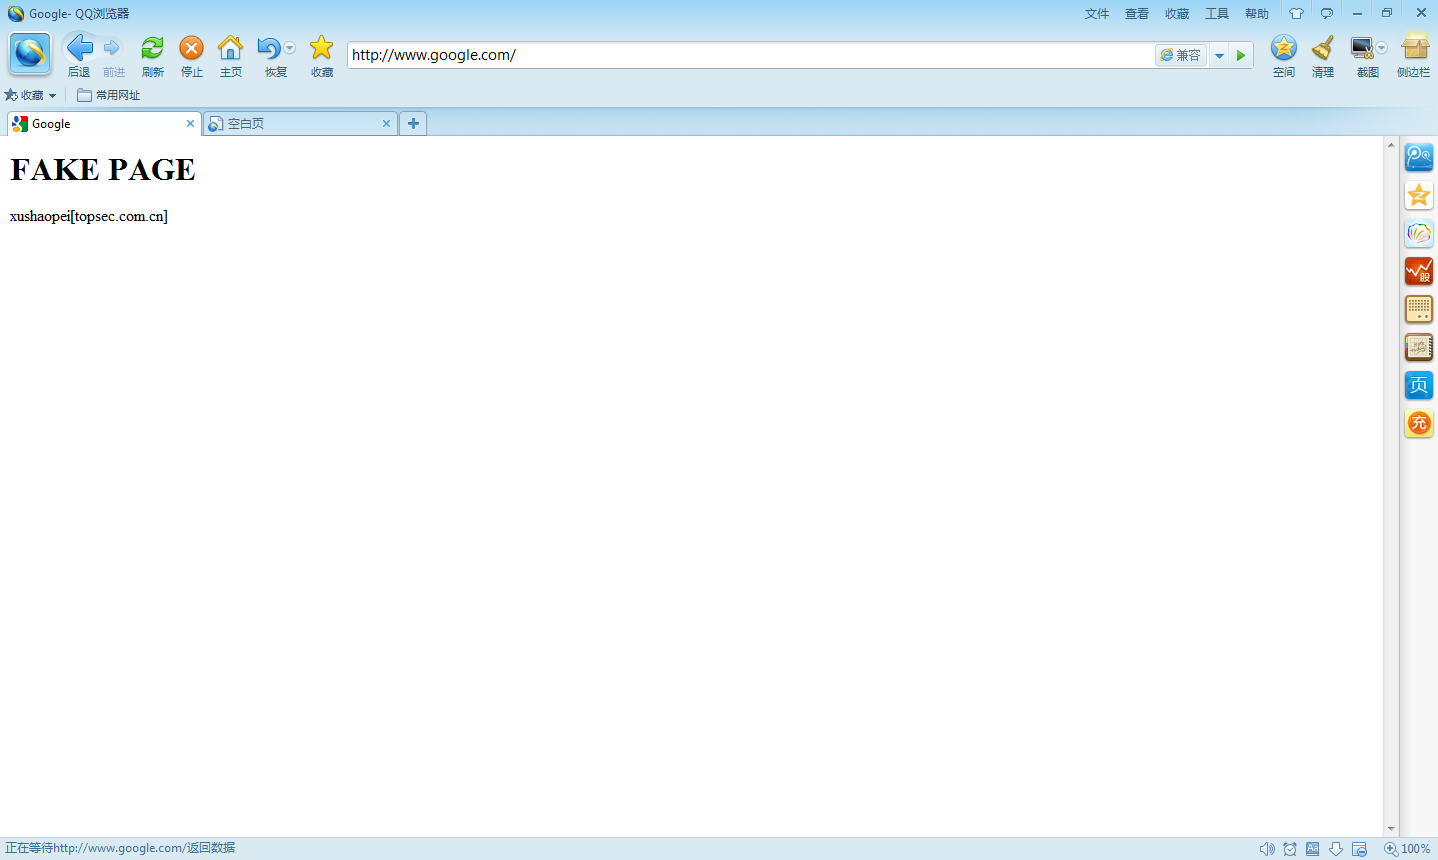 Google- QQ浏览器
文件 查看 收藏 工具 帮助
http://www.google.com/
兼容
后退 前进 刷新 停止 主页 恢复 收藏
空间 清理 截图 侧边栏
收藏 常用网址
Google 空白页
FAKE PAGE
xushaopei[topsec.com.cn]
股
页
充
正在等待http://www.google.com/返回数据
100%